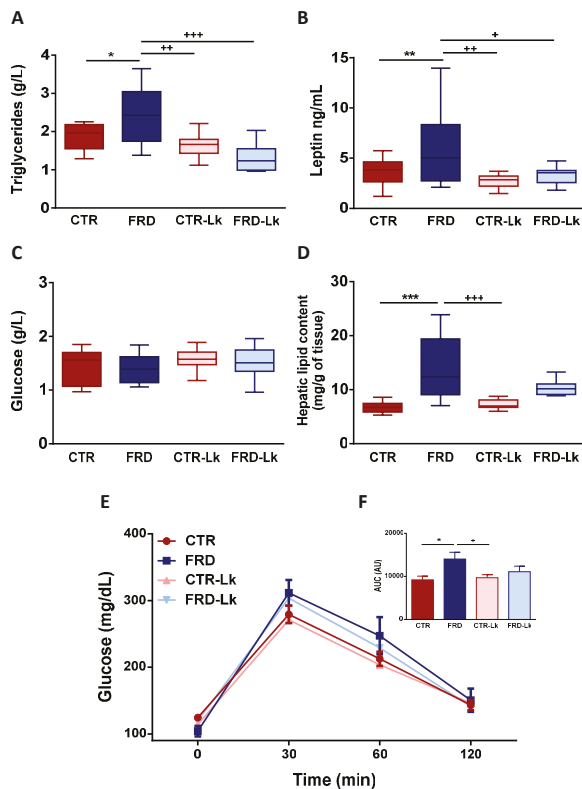 A
Triglycerides (g/L)
4
3
2
1
0
*
++
+++
CTR
FRD
CTR-Lk
FRD-Lk
B
Leptin ng/mL
15
10
5
0
**
++
+
CTR
FRD
CTR-Lk
FRD-Lk
C
Glucose (g/L)
3
2
1
0
CTR
FRD
CTR-Lk
FRD-Lk
D
Hepatic lipid content
(mg/g of tissue)
30
20
10
0
***
+++
CTR
FRD
CTR-Lk
FRD-Lk
E
Glucose (mg/dL)
400
300
200
100
CTR
FRD
CTR-Lk
FRD-Lk
0
30
60
120
Time (min)
F
AUC (AU)
20000
10000
0
*
+
CTR
FRD
CTR-Lk
FRD-Lk